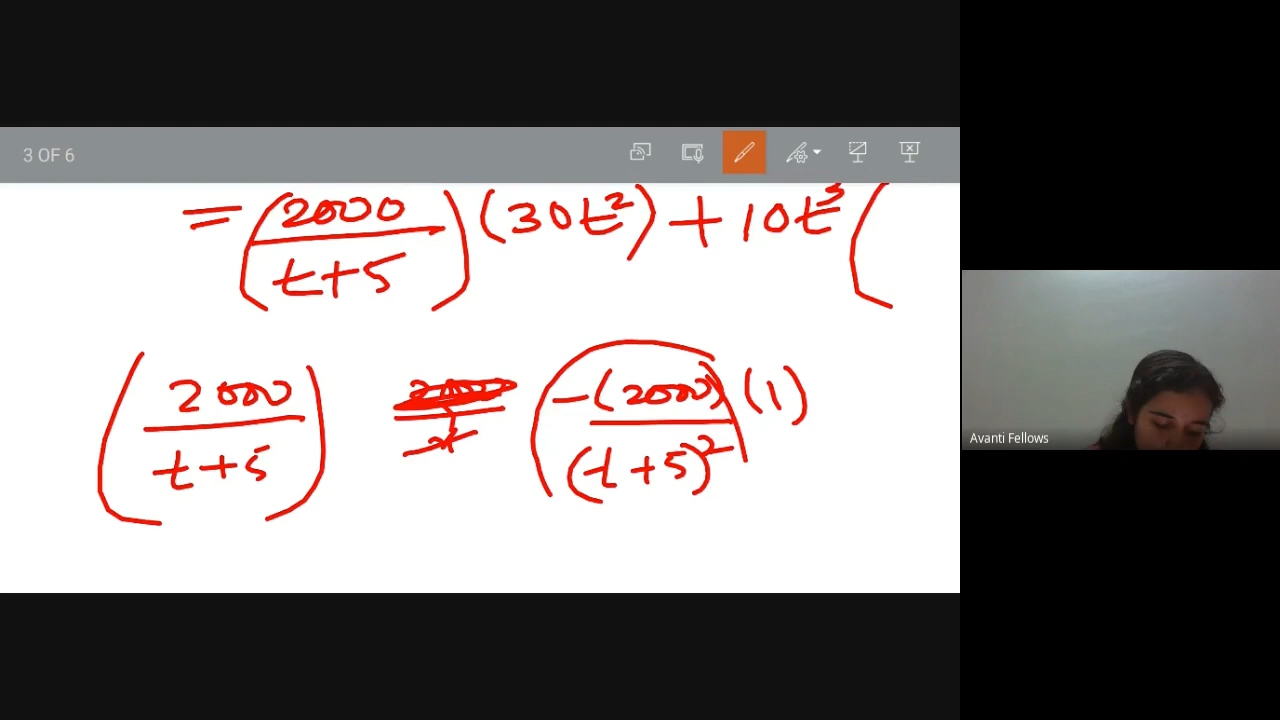 3 OF 6
= (2000/(t+5)) (30t²) + 10t³ (
(2000/(t+5)) (-(2000)/(t+5)²) (1)
Avanti Fellows